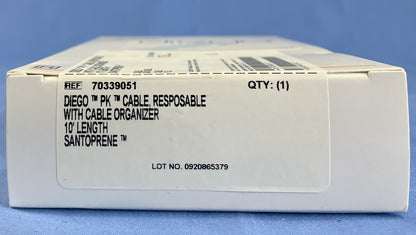 REF 70339051 QTY: (1)
DIEGO ™ PK ™ CABLE, RESPOSABLE
WITH CABLE ORGANIZER
10' LENGTH
SANTOPRENE ™
LOT NO. 0920865379